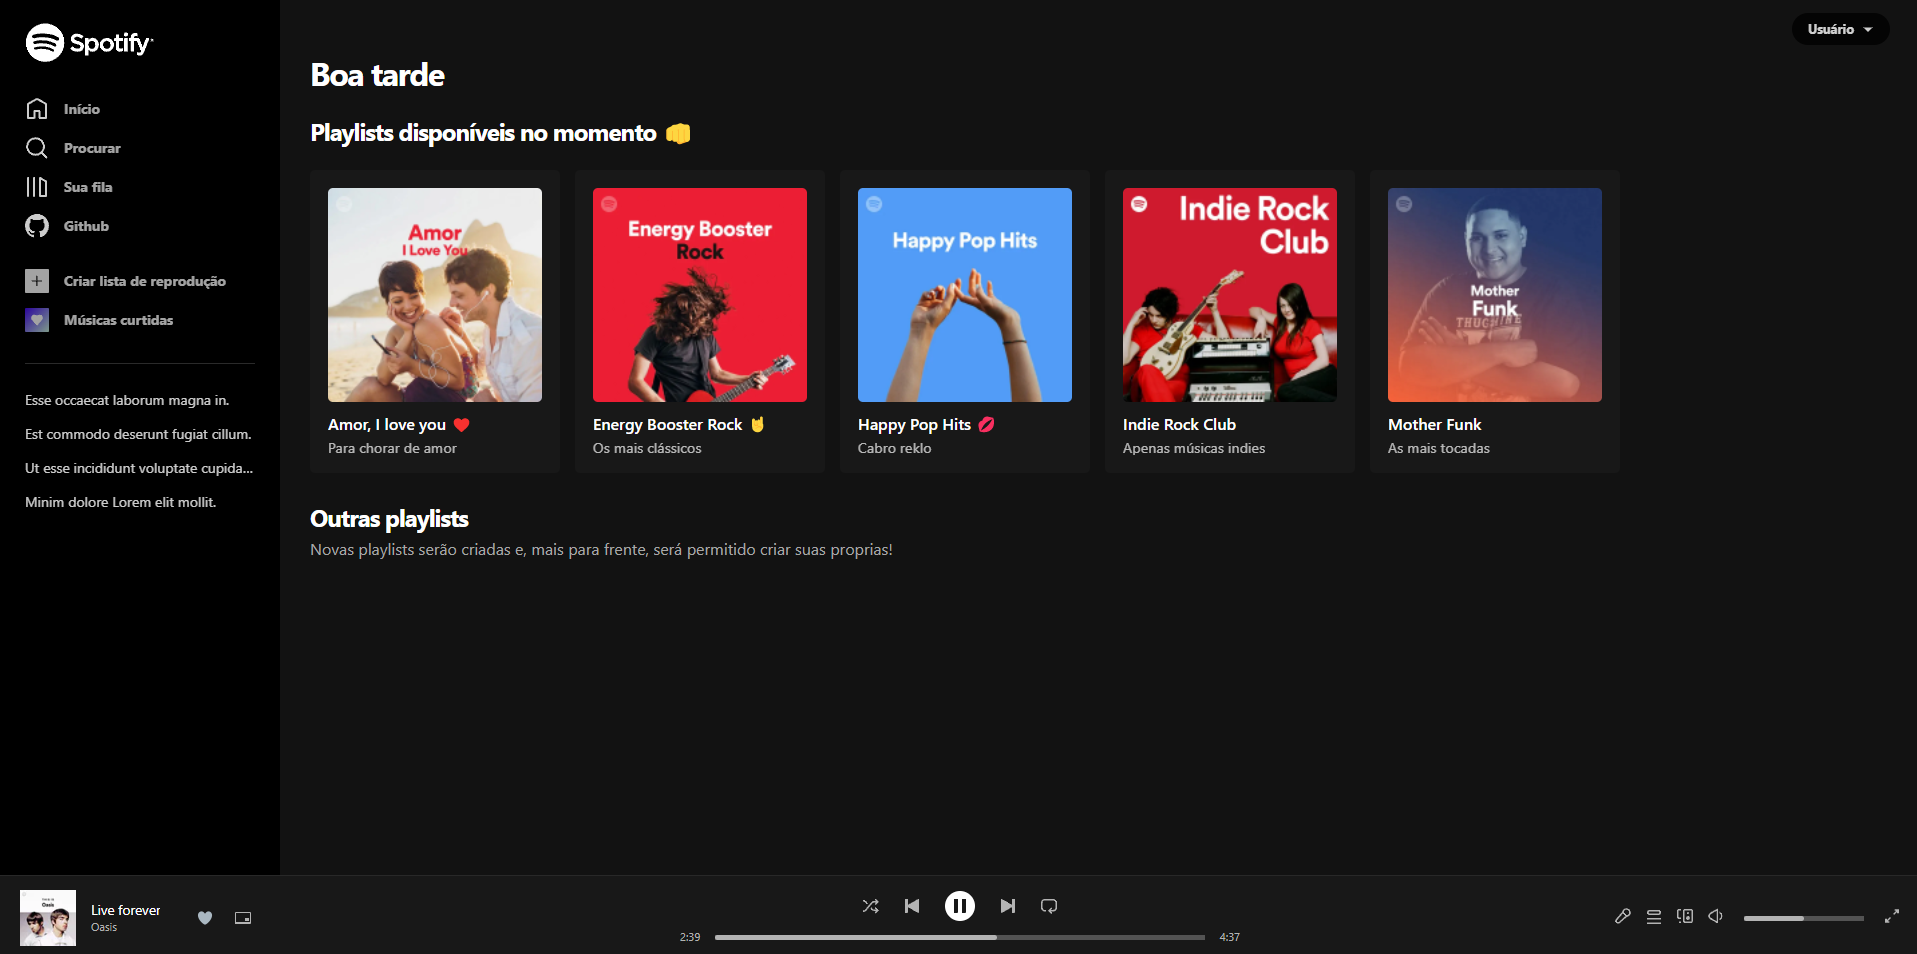 Spotify
Início
Procurar
Sua fila
Github
Criar lista de reprodução
Músicas curtidas
Esse occaecat laborum magna in.
Est commodo deserunt fugiat cillum.
Ut esse incididunt voluptate cupida...
Minim dolore Lorem elit mollit.
Usuário
Boa tarde
Playlists disponíveis no momento 👊
Amor
I Love You
Amor, I love you ❤️
Para chorar de amor
Energy Booster
Rock
Energy Booster Rock 🤘
Os mais clássicos
Happy Pop Hits
Happy Pop Hits 💋
Cabro reklo
Indie Rock
Club
Indie Rock Club
Apenas músicas indies
Mother
Funk
Mother Funk
As mais tocadas
Outras playlists
Novas playlists serão criadas e, mais para frente, será permitido criar suas proprias!
Oasis
Live forever
Oasis
2:39
4:37